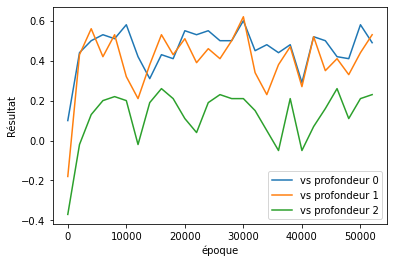 Résultat
0.6
0.4
0.2
0.0
−0.2
−0.4
0 10000 20000 30000 40000 50000
époque
vs profondeur 0
vs profondeur 1
vs profondeur 2